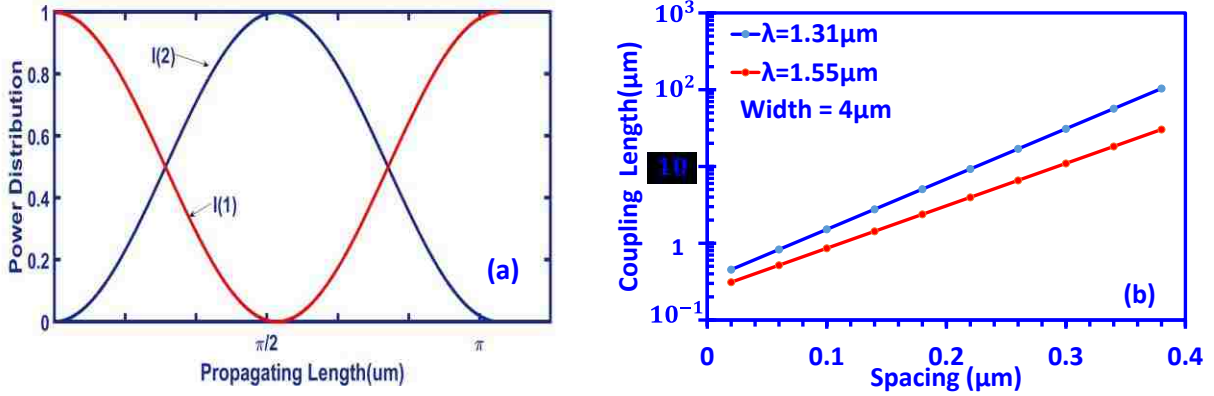 1
0.8
0.6
0.4
0.2
0
Power Distribution
I(2)
I(1)
(a)
π/2
π
Propagating Length(um)
10³
10²
10
1
10⁻¹
Coupling Length(μm)
λ=1.31μm
λ=1.55μm
Width = 4μm
(b)
0
0.1
0.2
0.3
0.4
Spacing (μm)